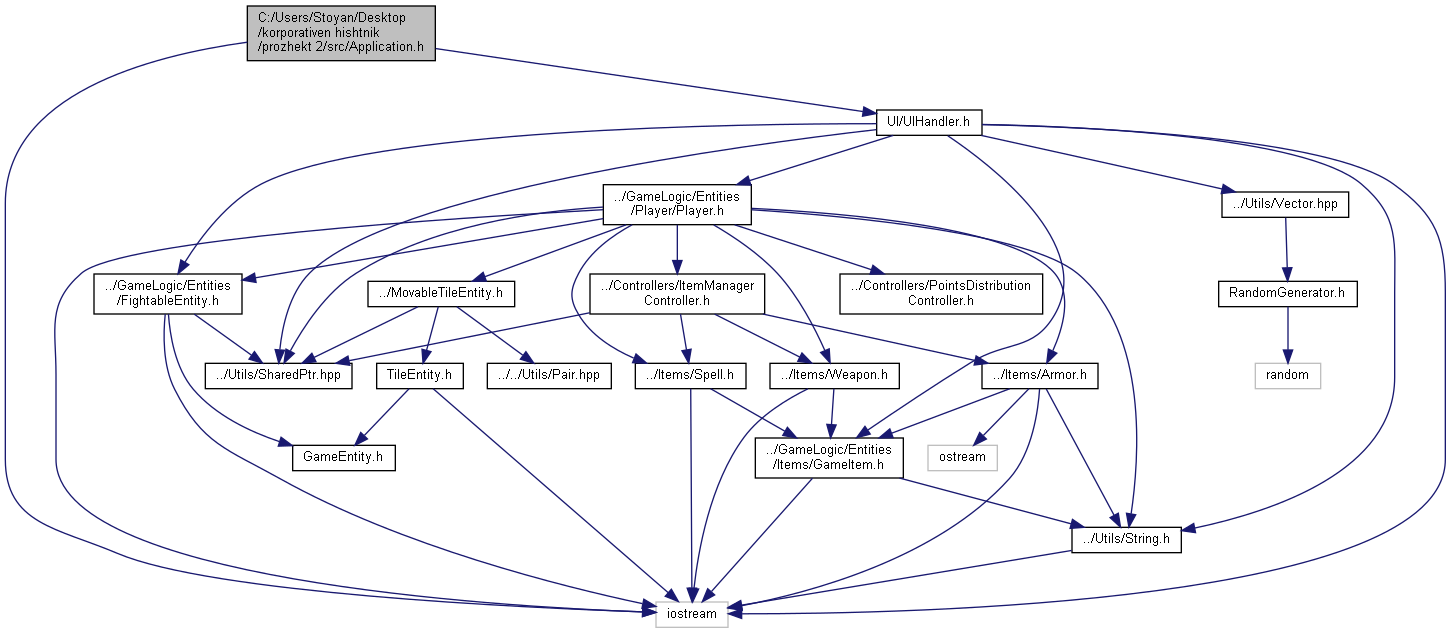 C:/Users/Stoyan/Desktop
/korporativen hishtnik
/prozhekt 2/src/Application.h
UI/UIHandler.h
../GameLogic/Entities
/Player/Player.h
../Utils/Vector.hpp
../GameLogic/Entities
/FightableEntity.h
../MovableTileEntity.h
../Controllers/ItemManager
Controller.h
../Controllers/PointsDistribution
Controller.h
RandomGenerator.h
../Utils/SharedPtr.hpp
TileEntity.h
../../Utils/Pair.hpp
../Items/Spell.h
../Items/Weapon.h
../Items/Armor.h
random
GameEntity.h
../GameLogic/Entities
/Items/GameItem.h
ostream
../Utils/String.h
iostream